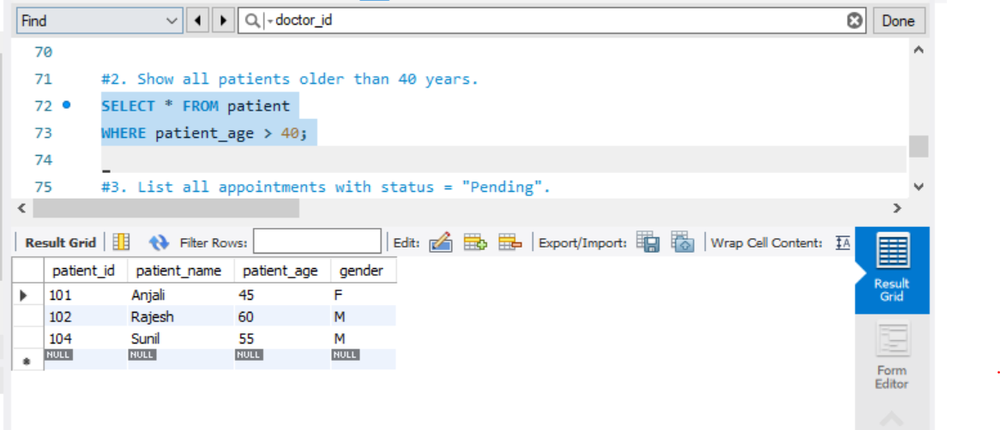 Find doctor_id Done
70
71 #2. Show all patients older than 40 years.
72 SELECT * FROM patient
73 WHERE patient_age > 40;
74
75 #3. List all appointments with status = "Pending".
Result Grid Filter Rows: Edit: Export/Import: Wrap Cell Content: IA
patient_id patient_name patient_age gender
101 Anjali 45 F
102 Rajesh 60 M
104 Sunil 55 M
NULL NULL NULL NULL
Result
Grid
Form
Editor